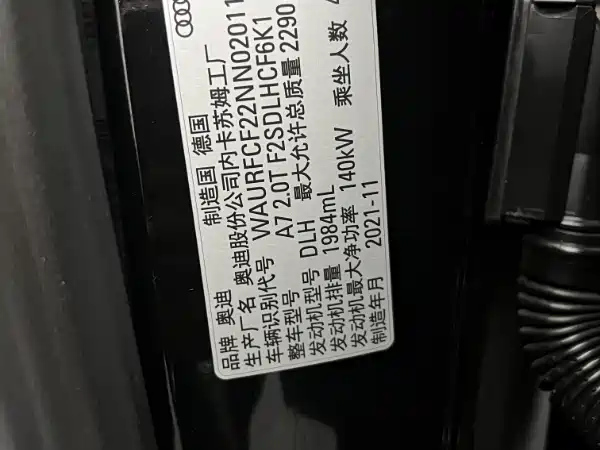 品牌 奥迪 制造国 德国
生产厂名 奥迪股份公司内卡苏姆工厂
车辆识别代号 WAURFCF22NN02011
整车型号 A7 2.0T F2SDLHCF6K1
发动机型号 DLH 最大允许总质量 2290
发动机排量 1984mL
发动机最大净功率 140kW 乘坐人数
制造年月 2021-11